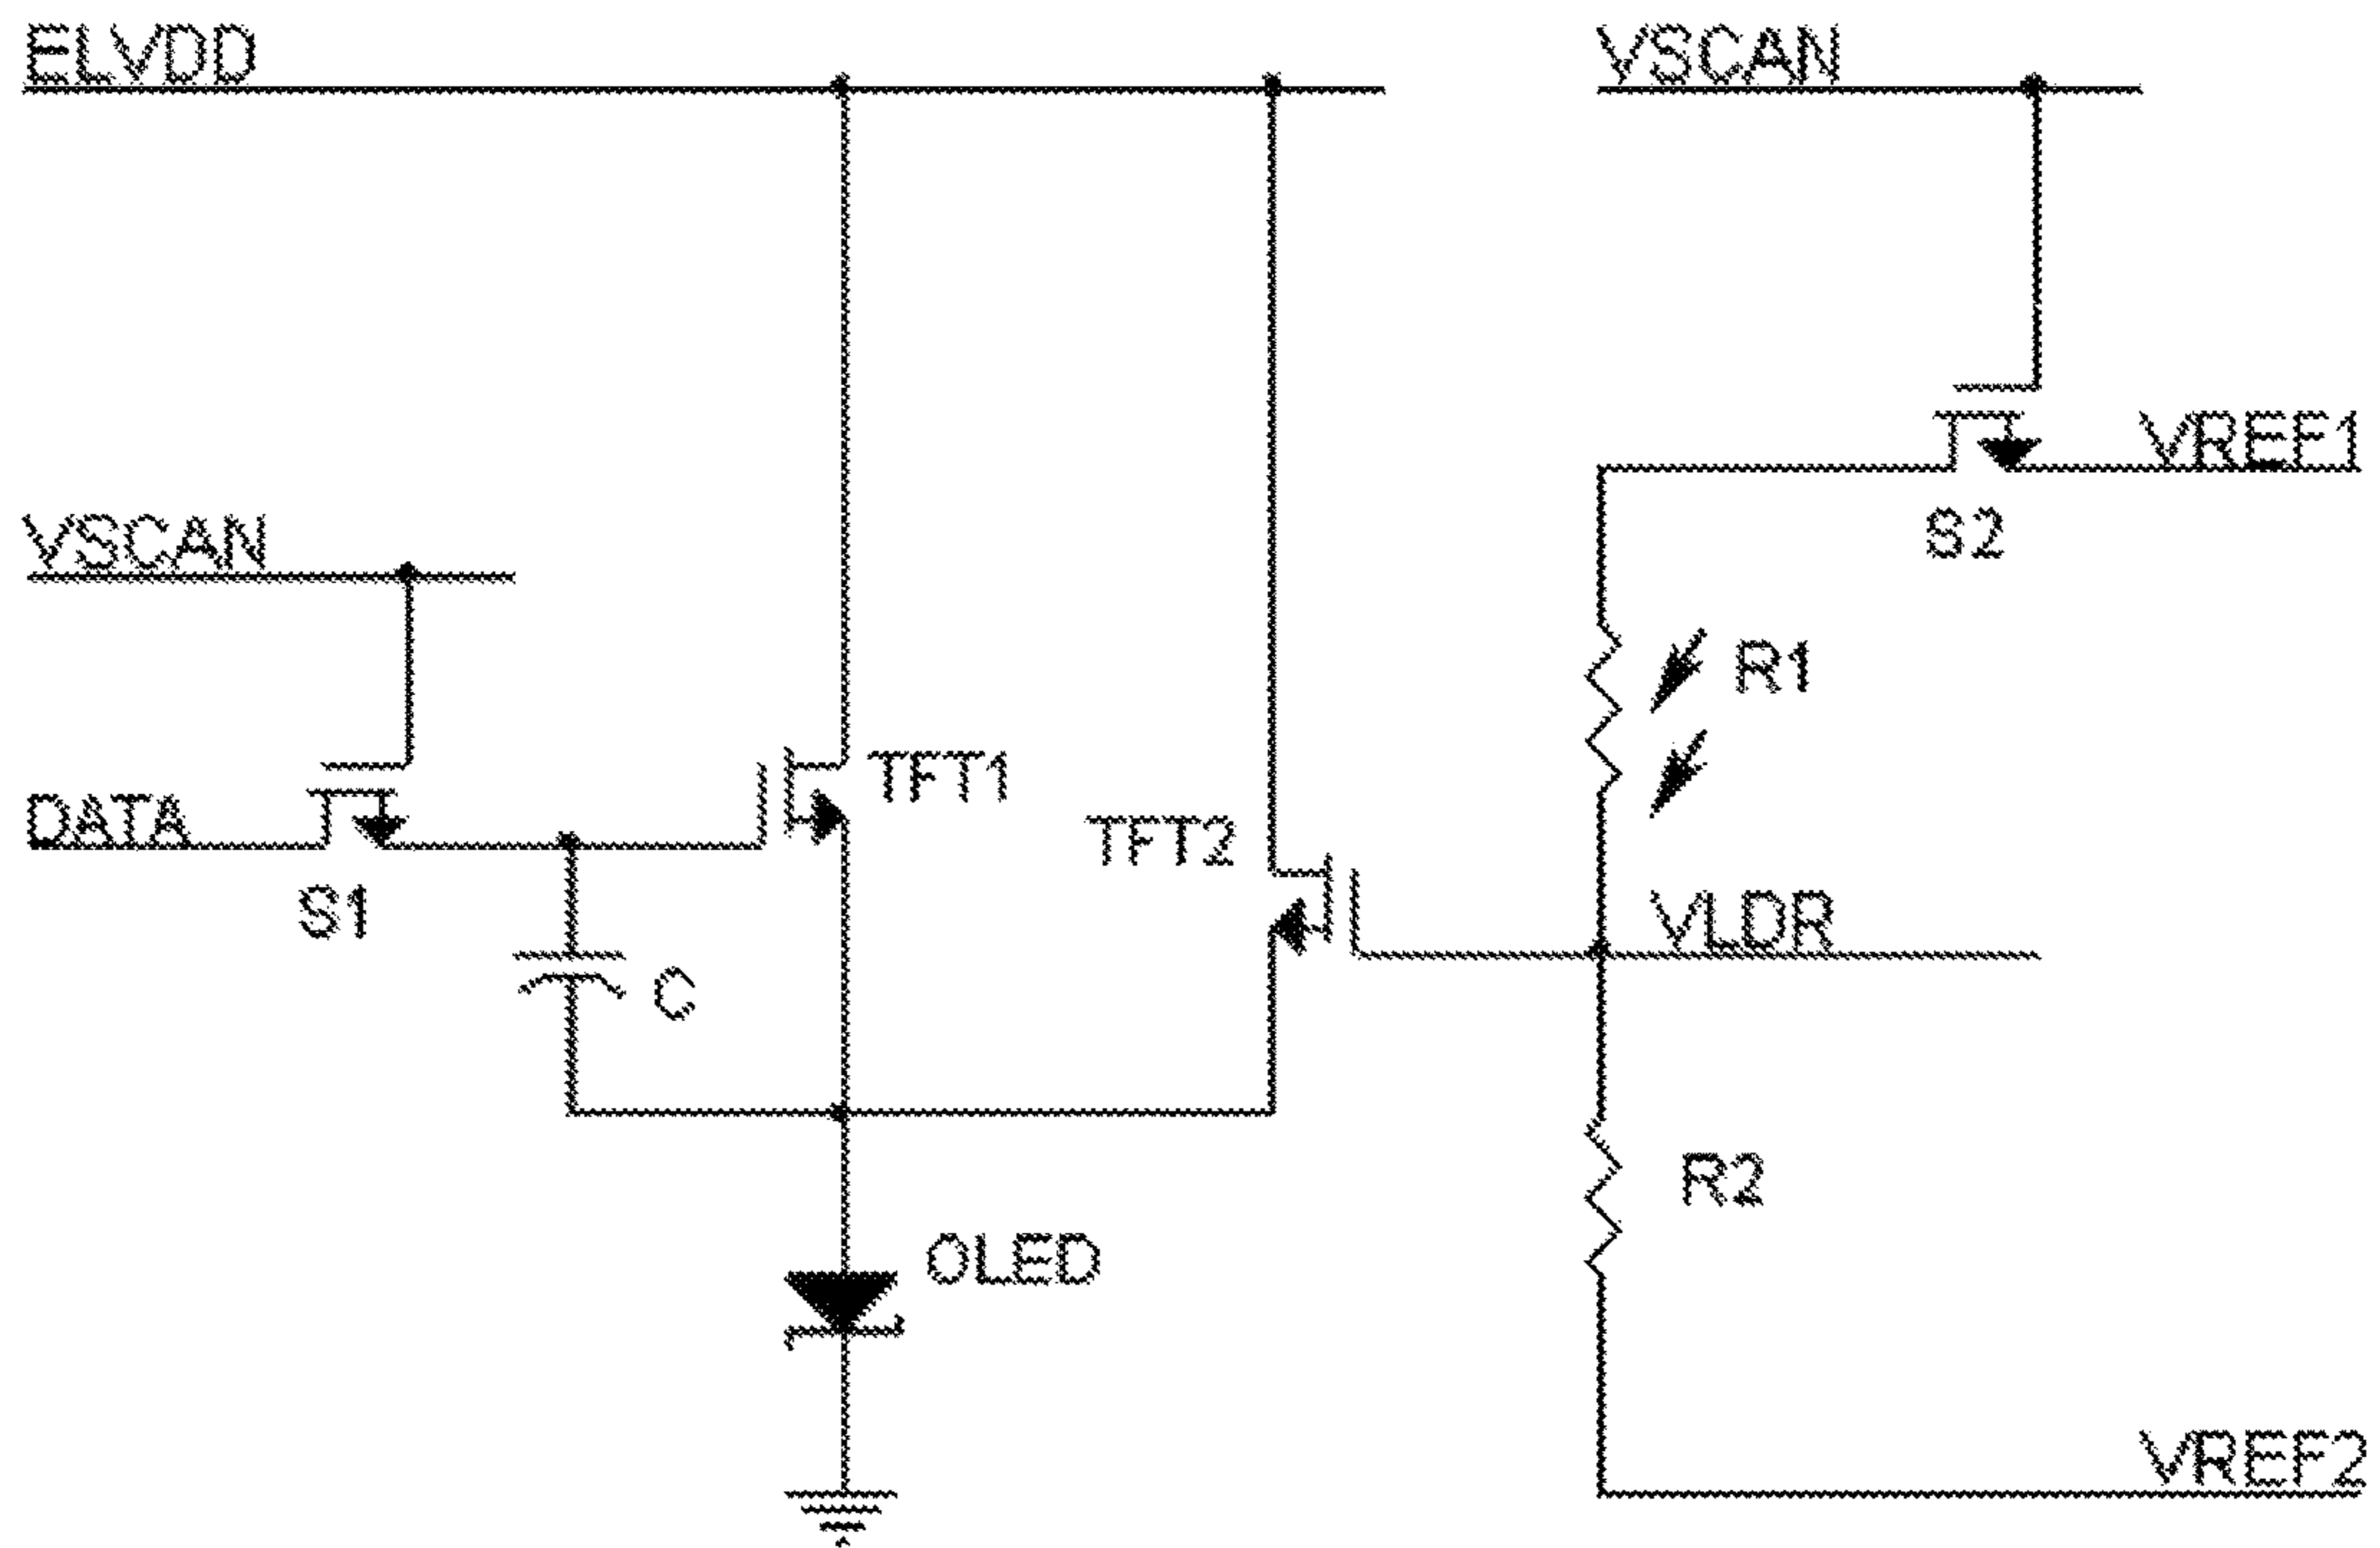 ELVDD
VSCAN
VREF1
S2
VSCAN
R1
TFT1
DATA
TFT2
S1
VLDR
C
R2
OLED
VREF2